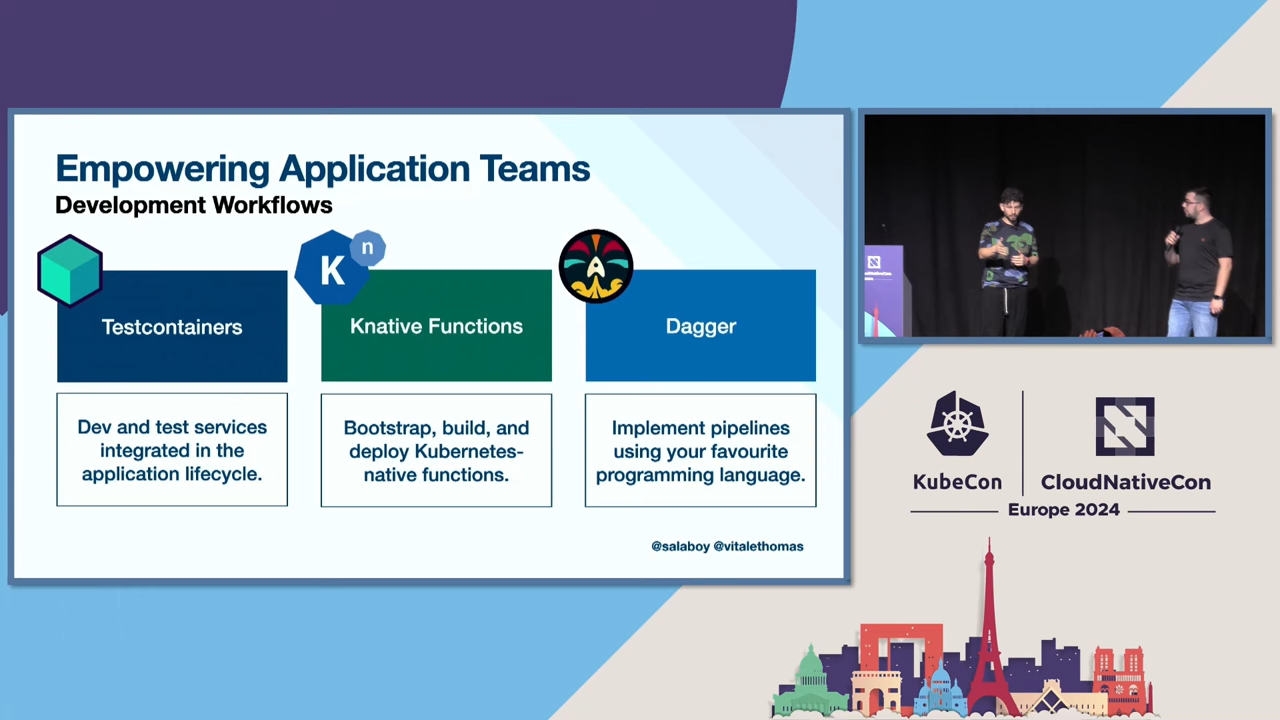 Empowering Application Teams
Development Workflows
n
K
Testcontainers
Knative Functions
Dagger
Dev and test services
integrated in the
application lifecycle.
Bootstrap, build, and
deploy Kubernetes-
native functions.
Implement pipelines
using your favourite
programming language.
@salaboy @vitalethomas
KubeCon
CloudNativeCon
Europe 2024